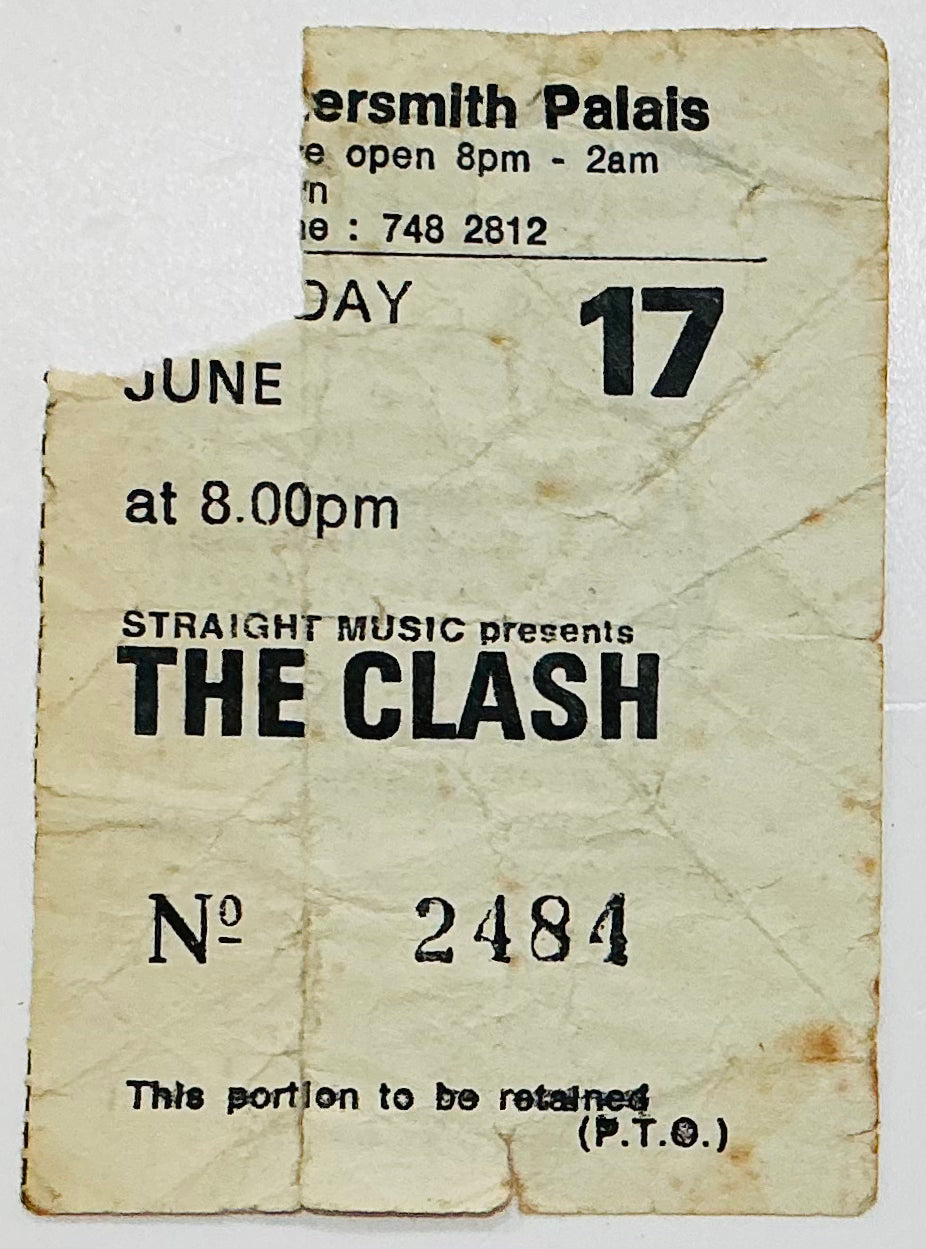 ersmith Palais
e open 8pm - 2am
n
e : 748 2812
DAY 17
JUNE
at 8.00pm
STRAIGHT MUSIC presents
THE CLASH
Nº 2484
This portion to be retained
(P.T.O.)